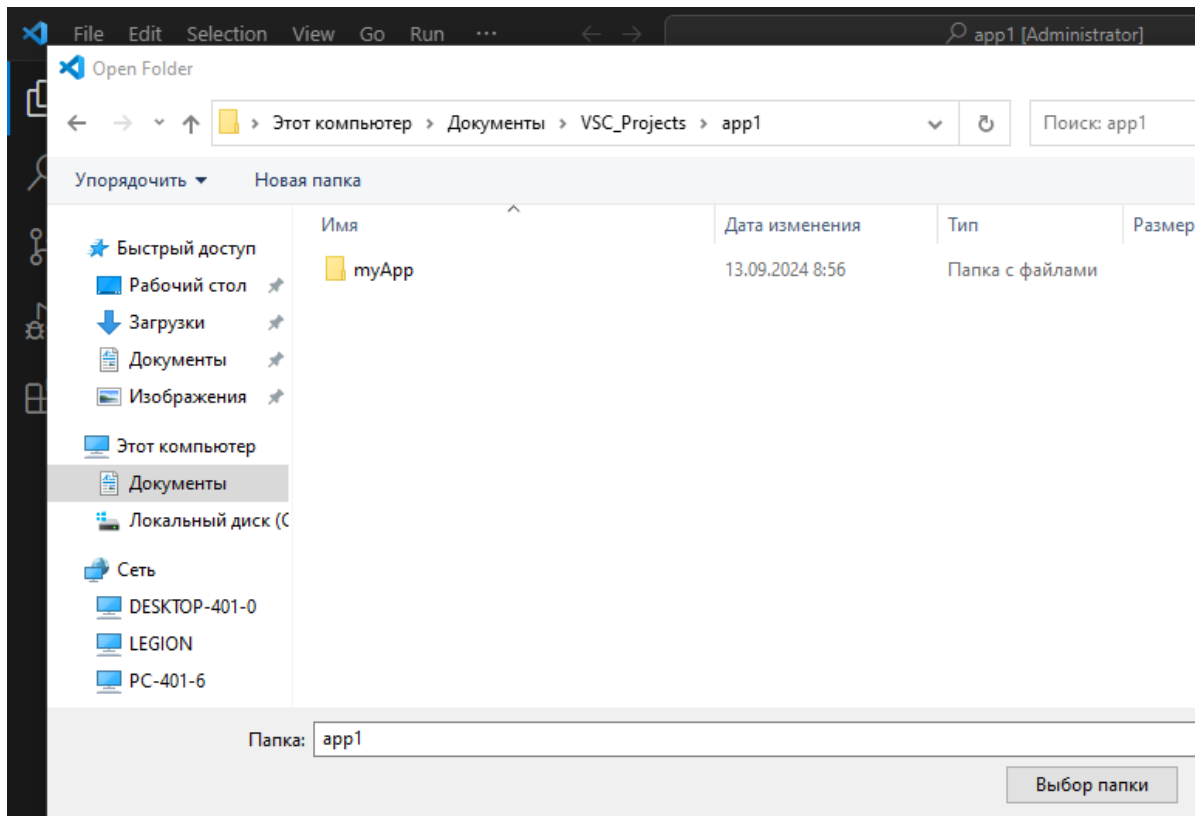 File Edit Selection View Go Run ··· app1 [Administrator]
Open Folder
Этот компьютер > Документы > VSC_Projects > app1 Поиск: app1
Упорядочить Новая папка
Имя Дата изменения Тип Размер
Быстрый доступ
myApp 13.09.2024 8:56 Папка с файлами
Рабочий стол
Загрузки
Документы
Изображения
Этот компьютер
Документы
Локальный диск (C
Сеть
DESKTOP-401-0
LEGION
PC-401-6
Папка: app1
Выбор папки